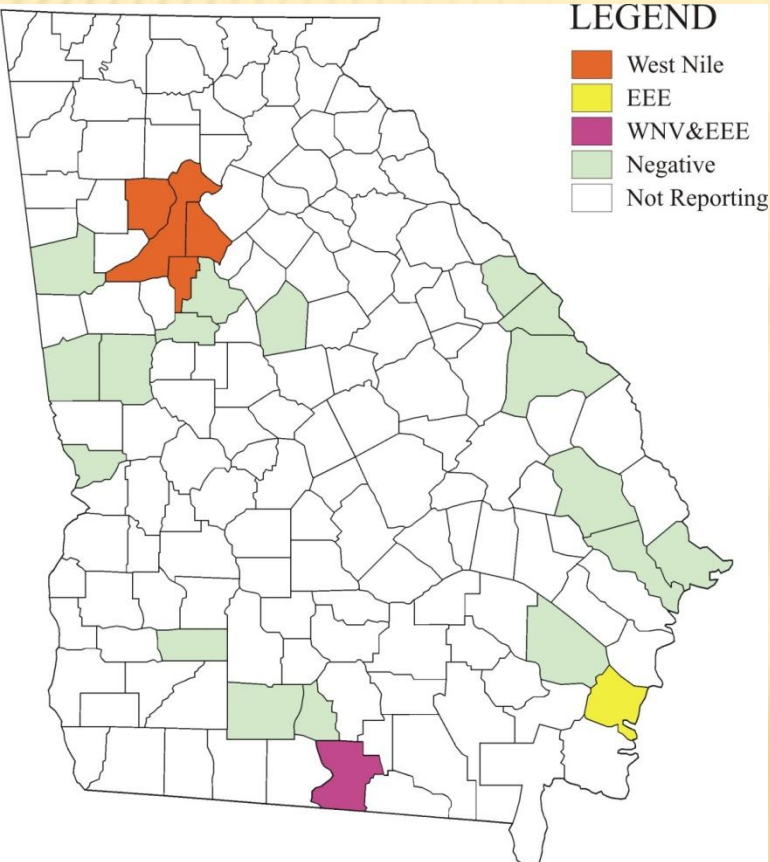 LEGEND
West Nile
EEE
WNV&EEE
Negative
Not Reporting